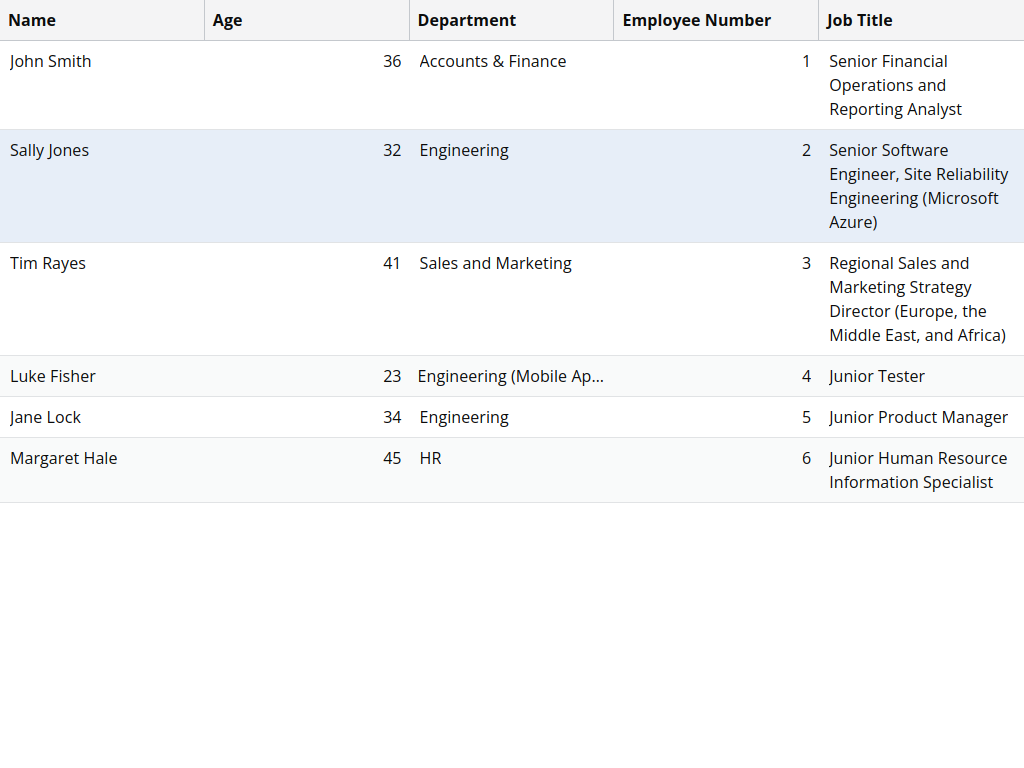 Name Age Department Employee Number Job Title
John Smith 36 Accounts & Finance 1 Senior Financial
Operations and
Reporting Analyst
Sally Jones 32 Engineering 2 Senior Software
Engineer, Site Reliability
Engineering (Microsoft
Azure)
Tim Rayes 41 Sales and Marketing 3 Regional Sales and
Marketing Strategy
Director (Europe, the
Middle East, and Africa)
Luke Fisher 23 Engineering (Mobile Ap... 4 Junior Tester
Jane Lock 34 Engineering 5 Junior Product Manager
Margaret Hale 45 HR 6 Junior Human Resource
Information Specialist